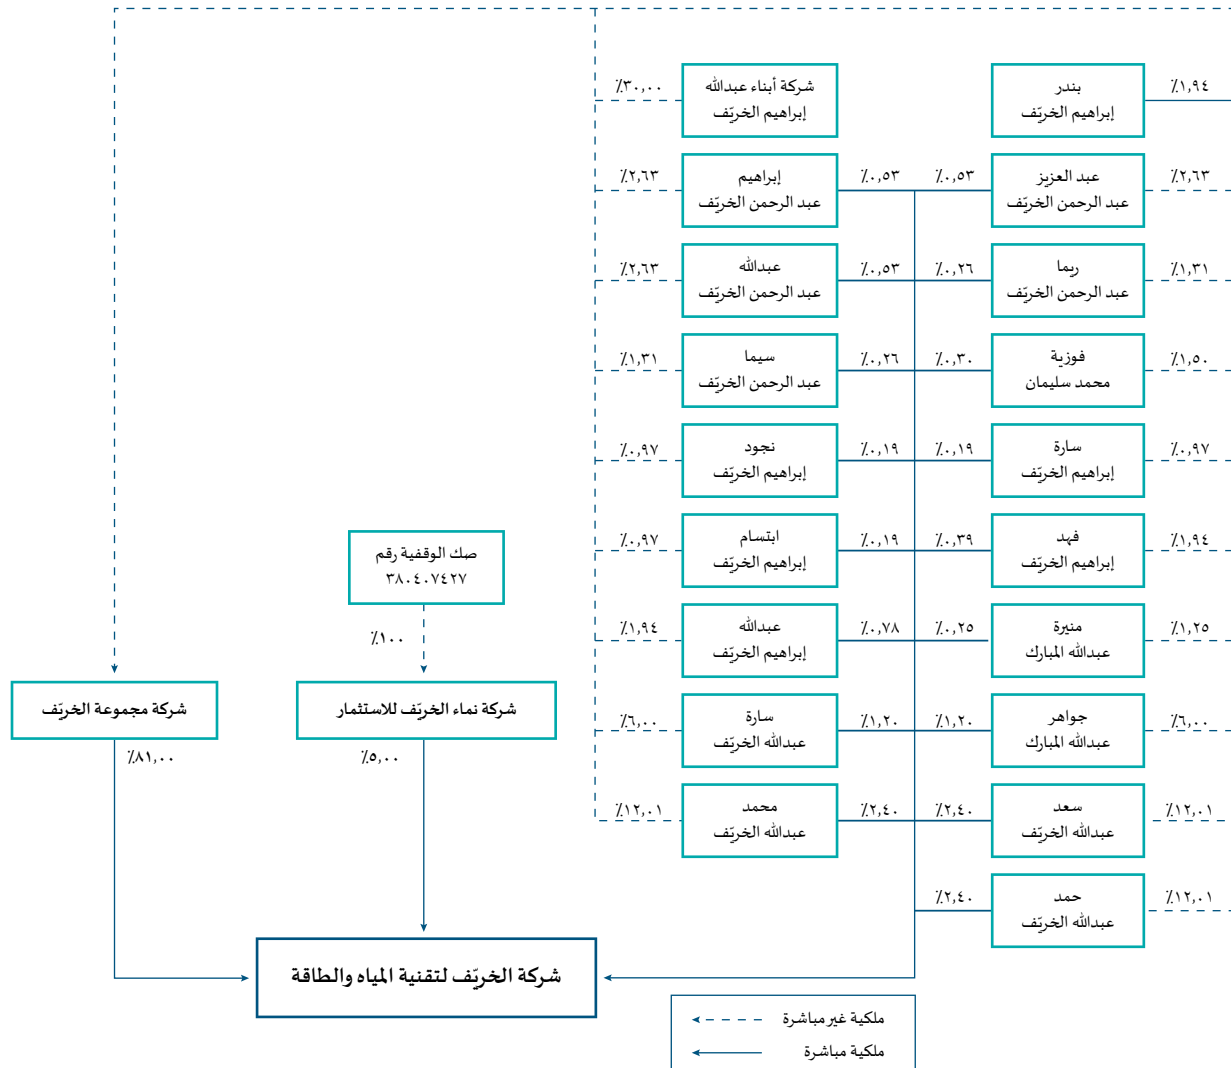 ٪١,٩٤
بندر
إبراهيم الخريّف
شركة أبناء عبدالله
إبراهيم الخريّف
٪٣٠,٠٠
٪٢,٦٣
عبد العزيز
عبد الرحمن الخريّف
٪٠,٥٣
٪٠,٥٣
إبراهيم
عبد الرحمن الخريّف
٪٢,٦٣
٪١,٣١
ريما
عبد الرحمن الخريّف
٪٠,٢٦
٪٠,٥٣
عبدالله
عبد الرحمن الخريّف
٪٢,٦٣
٪١,٥٠
فوزية
محمد سليمان
٪٠,٣٠
٪٠,٢٦
سيما
عبد الرحمن الخريّف
٪١,٣١
٪٠,٩٧
سارة
إبراهيم الخريّف
٪٠,١٩
٪٠,١٩
نجود
إبراهيم الخريّف
٪٠,٩٧
٪١,٩٤
فهد
إبراهيم الخريّف
٪٠,٣٩
٪٠,١٩
ابتسام
إبراهيم الخريّف
٪٠,٩٧
٪١,٢٥
منيرة
عبدالله المبارك
٪٠,٢٥
٪٠,٧٨
عبدالله
إبراهيم الخريّف
٪١,٩٤
٪٦,٠٠
جواهر
عبدالله المبارك
٪١,٢٠
٪١,٢٠
سارة
عبدالله الخريّف
٪٦,٠٠
٪١٢,٠١
سعد
عبدالله الخريّف
٪٢,٤٠
٪٢,٤٠
محمد
عبدالله الخريّف
٪١٢,٠١
٪١٢,٠١
حمد
عبدالله الخريّف
٪٢,٤٠
صك الوقفية رقم
٣٨٠٤٠٧٤٢٧
٪١٠٠
شركة نماء الخريّف للاستثمار
٪٥,٠٠
شركة مجموعة الخريّف
٪٨١,٠٠
شركة الخريّف لتقنية المياه والطاقة
ملكية غير مباشرة
ملكية مباشرة